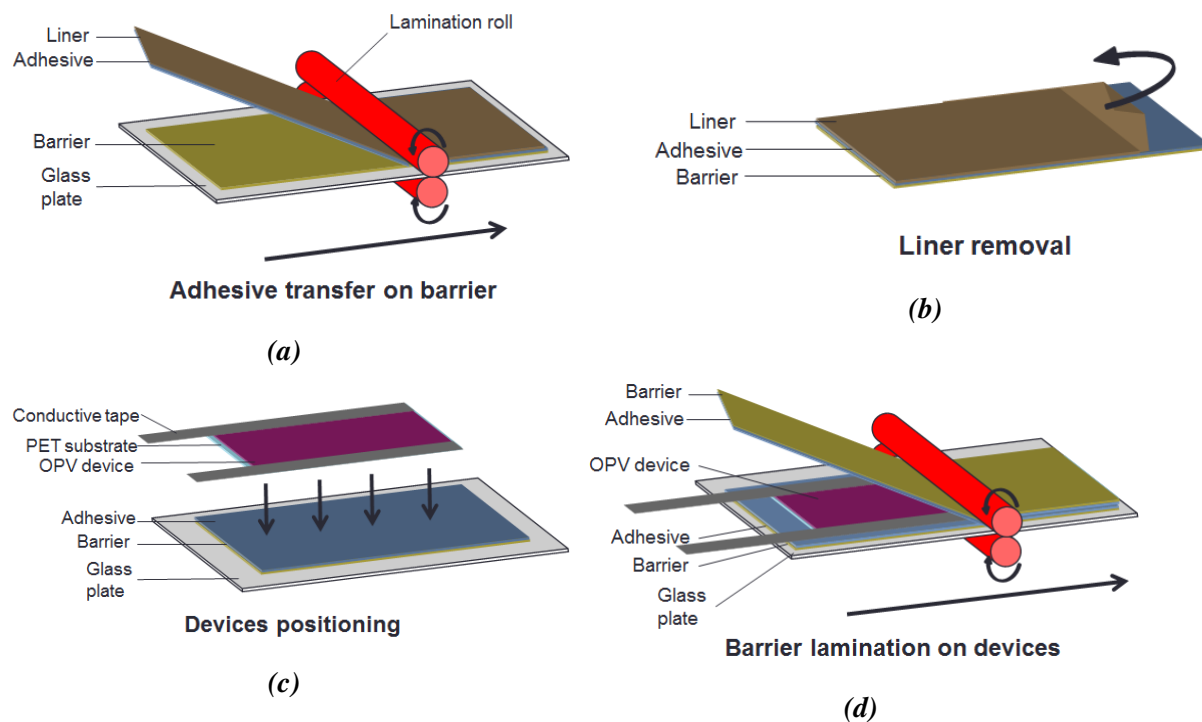 Lamination roll
Liner
Adhesive
Barrier
Glass
plate
Adhesive transfer on barrier
(a)
Liner
Adhesive
Barrier
Liner removal
(b)
Conductive tape
PET substrate
OPV device
Adhesive
Barrier
Glass
plate
Devices positioning
(c)
Barrier
Adhesive
OPV device
Adhesive
Barrier
Glass
plate
Barrier lamination on devices
(d)